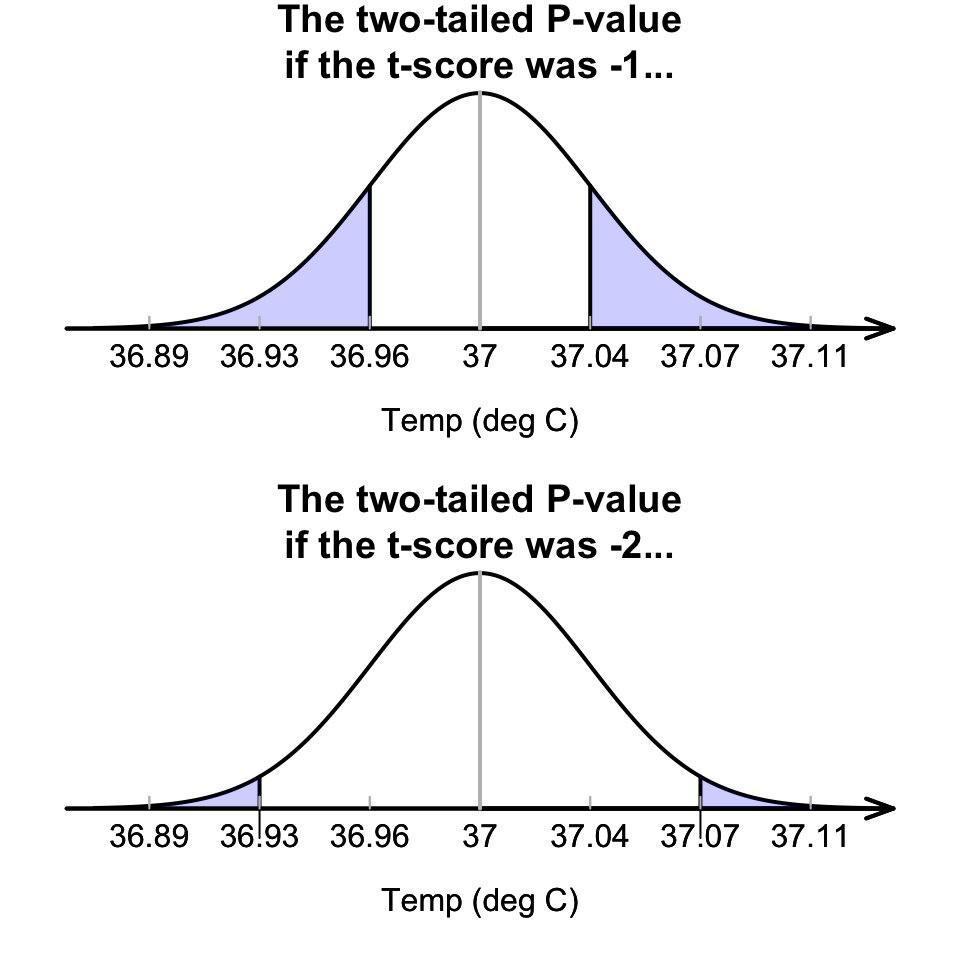 The two-tailed P-value
if the t-score was -1...
36.89 36.93 36.96 37 37.04 37.07 37.11
Temp (deg C)
The two-tailed P-value
if the t-score was -2...
36.89 36.93 36.96 37 37.04 37.07 37.11
Temp (deg C)